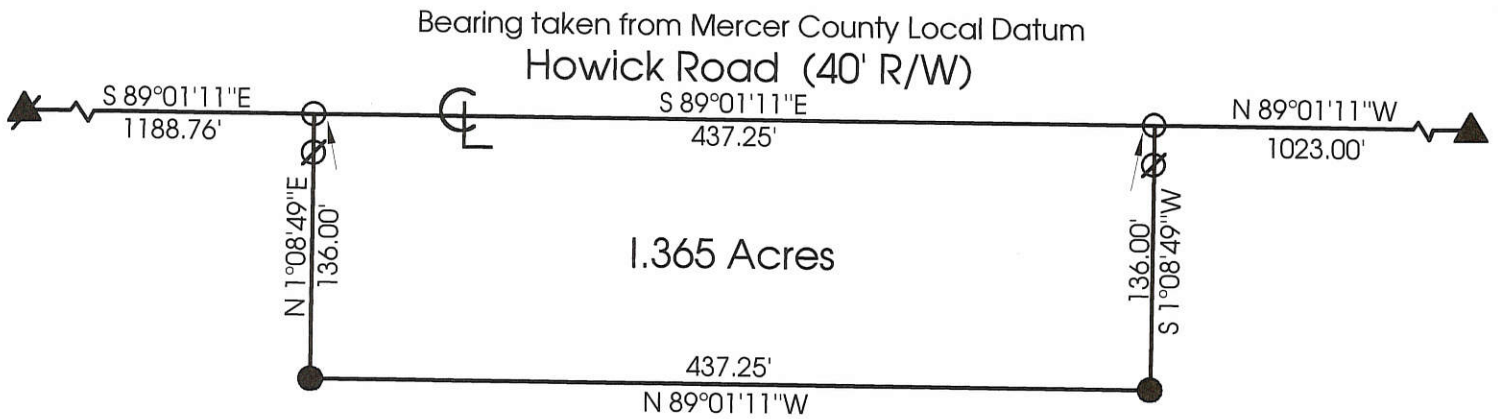 Bearing taken from Mercer County Local Datum
Howick Road (40' R/W)
S 89°01'11"E
1188.76'
℄
S 89°01'11"E
437.25'
N 89°01'11"W
1023.00'
N 1°08'49"E
136.00'
1.365 Acres
136.00'
S 1°08'49"W
437.25'
N 89°01'11"W